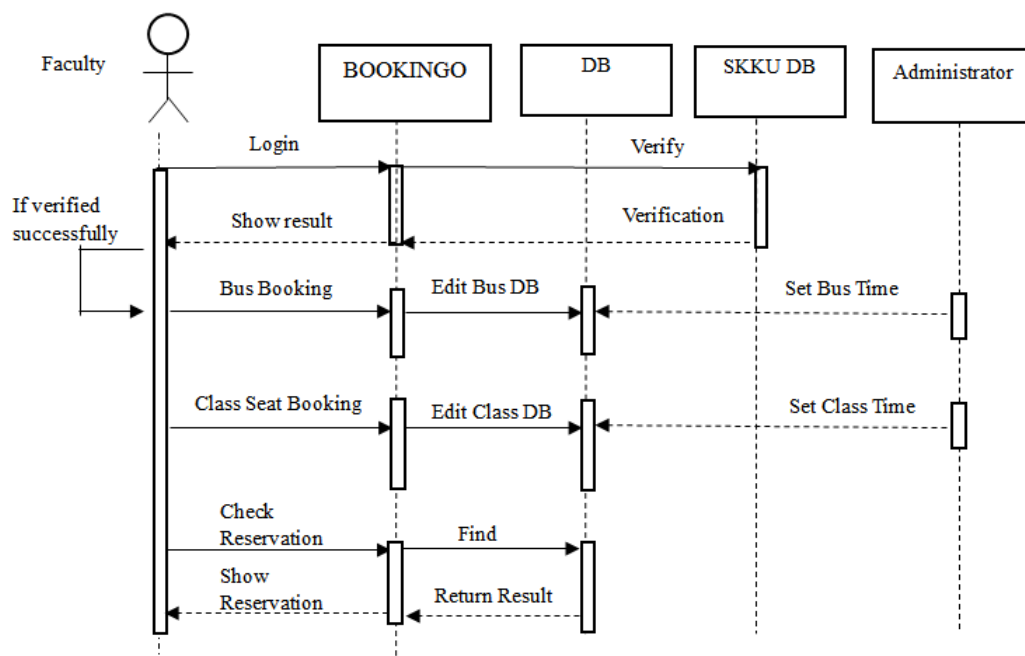 Faculty
BOOKINGO
DB
SKKU DB
Administrator
Login
Verify
If verified
successfully
Show result
Verification
Bus Booking
Edit Bus DB
Set Bus Time
Class Seat Booking
Edit Class DB
Set Class Time
Check
Reservation
Find
Show
Reservation
Return Result